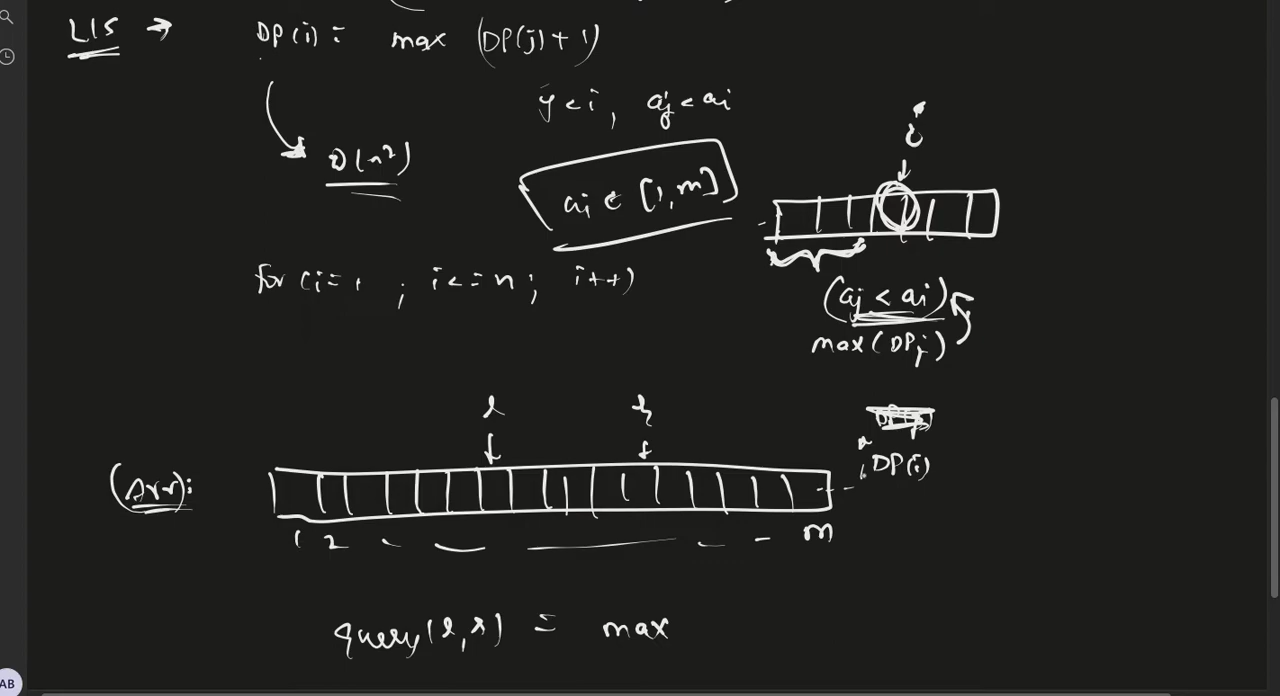 LIS → DP(i) = max (DP(j) + 1)
j < i, aj < ai
i
O(n²)
ai ∈ [1, m]
for (i = 1 ; i <= n ; i++)
(aj < ai)
max(DPj)
l r
DP(i)
(Arr):
1 2 m
query(l, r) = max
AB